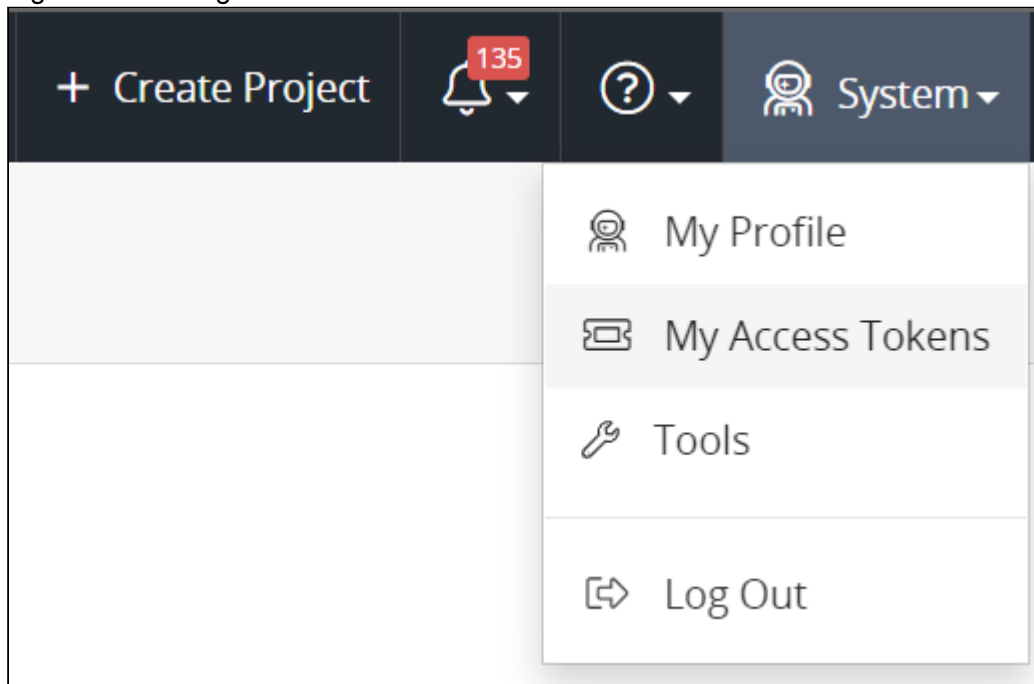 + Create Project 135 ? System
My Profile
My Access Tokens
Tools
Log Out